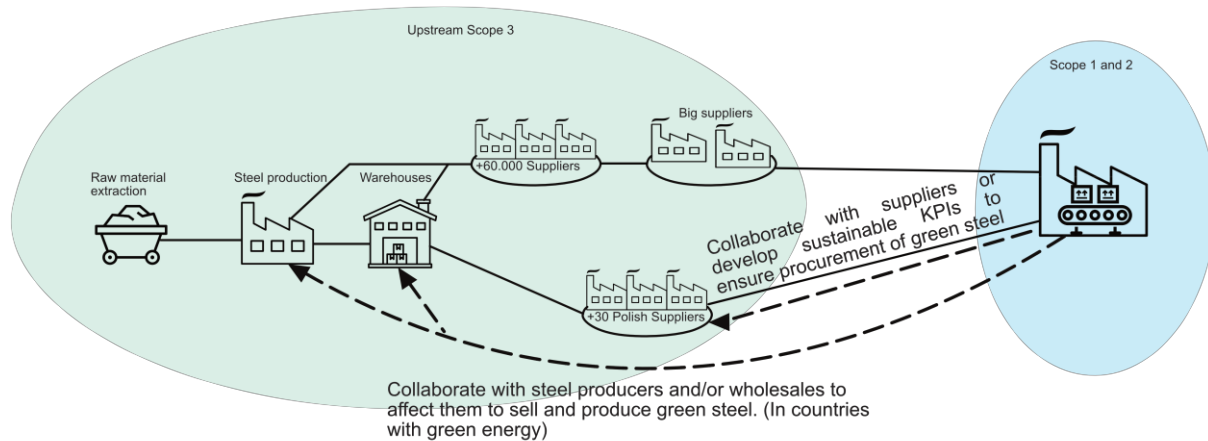 Upstream Scope 3
Scope 1 and 2
Big suppliers
+60.000 Suppliers
Raw material
extraction
Steel production
Warehouses
Collaborate with suppliers or
develop sustainable KPIs to
ensure procurement of green steel
+30 Polish Suppliers
Collaborate with steel producers and/or wholesales to
affect them to sell and produce green steel. (In countries
with green energy)